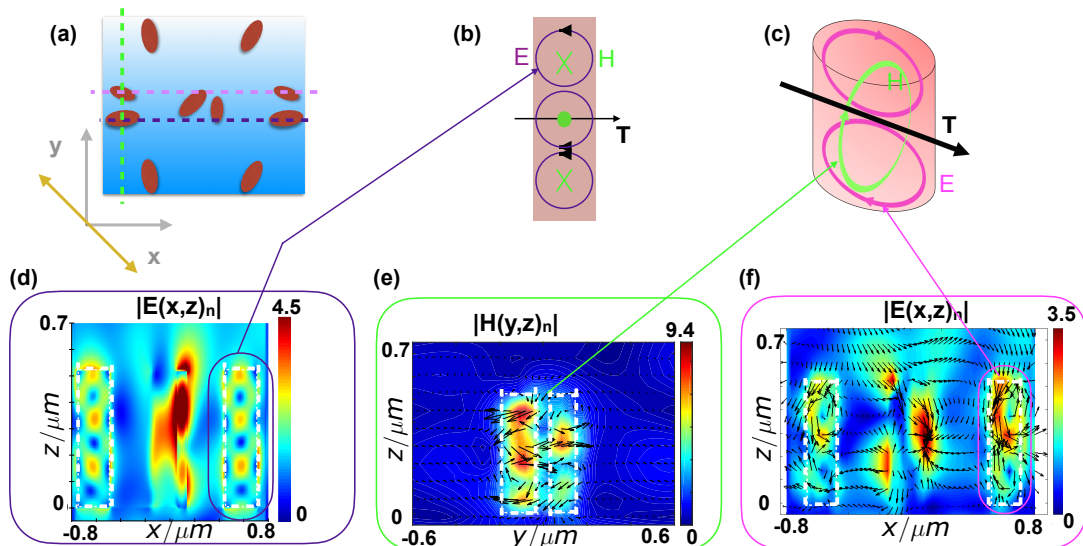 (a)
y
x
(b)
E
X
H
T
X
(c)
H
T
E
(d)
|E(x,z)n|
4.5
0.7
z/μm
0
0
-0.8
x/μm
0.8
(e)
|H(y,z)n|
9.4
0.7
z/μm
0
-0.6
y/μm
0.6
0
(f)
|E(x,z)n|
3.5
0.7
z/μm
0
0
-0.8
x/μm
0.8